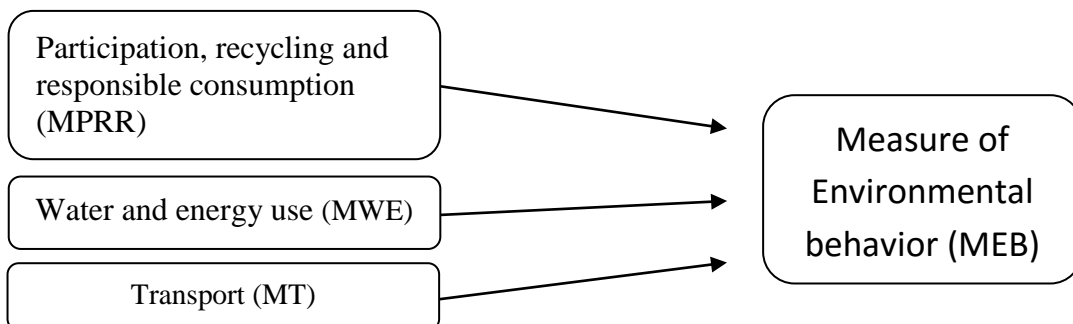 Participation, recycling and
responsible consumption
(MPRR)
Water and energy use (MWE)
Transport (MT)
Measure of
Environmental
behavior (MEB)